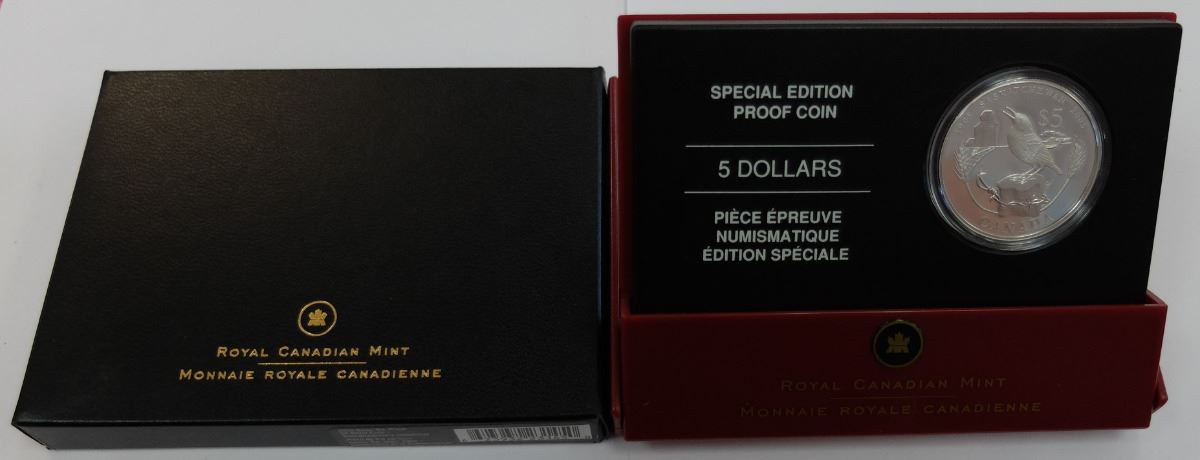 ROYAL CANADIAN MINT
MONNAIE ROYALE CANADIENNE
SPECIAL EDITION
PROOF COIN
5 DOLLARS
PIÈCE ÉPREUVE
NUMISMATIQUE
ÉDITION SPÉCIALE
SASKATCHEWAN
$5
CANADA
ROYAL CANADIAN MINT
MONNAIE ROYALE CANADIENNE